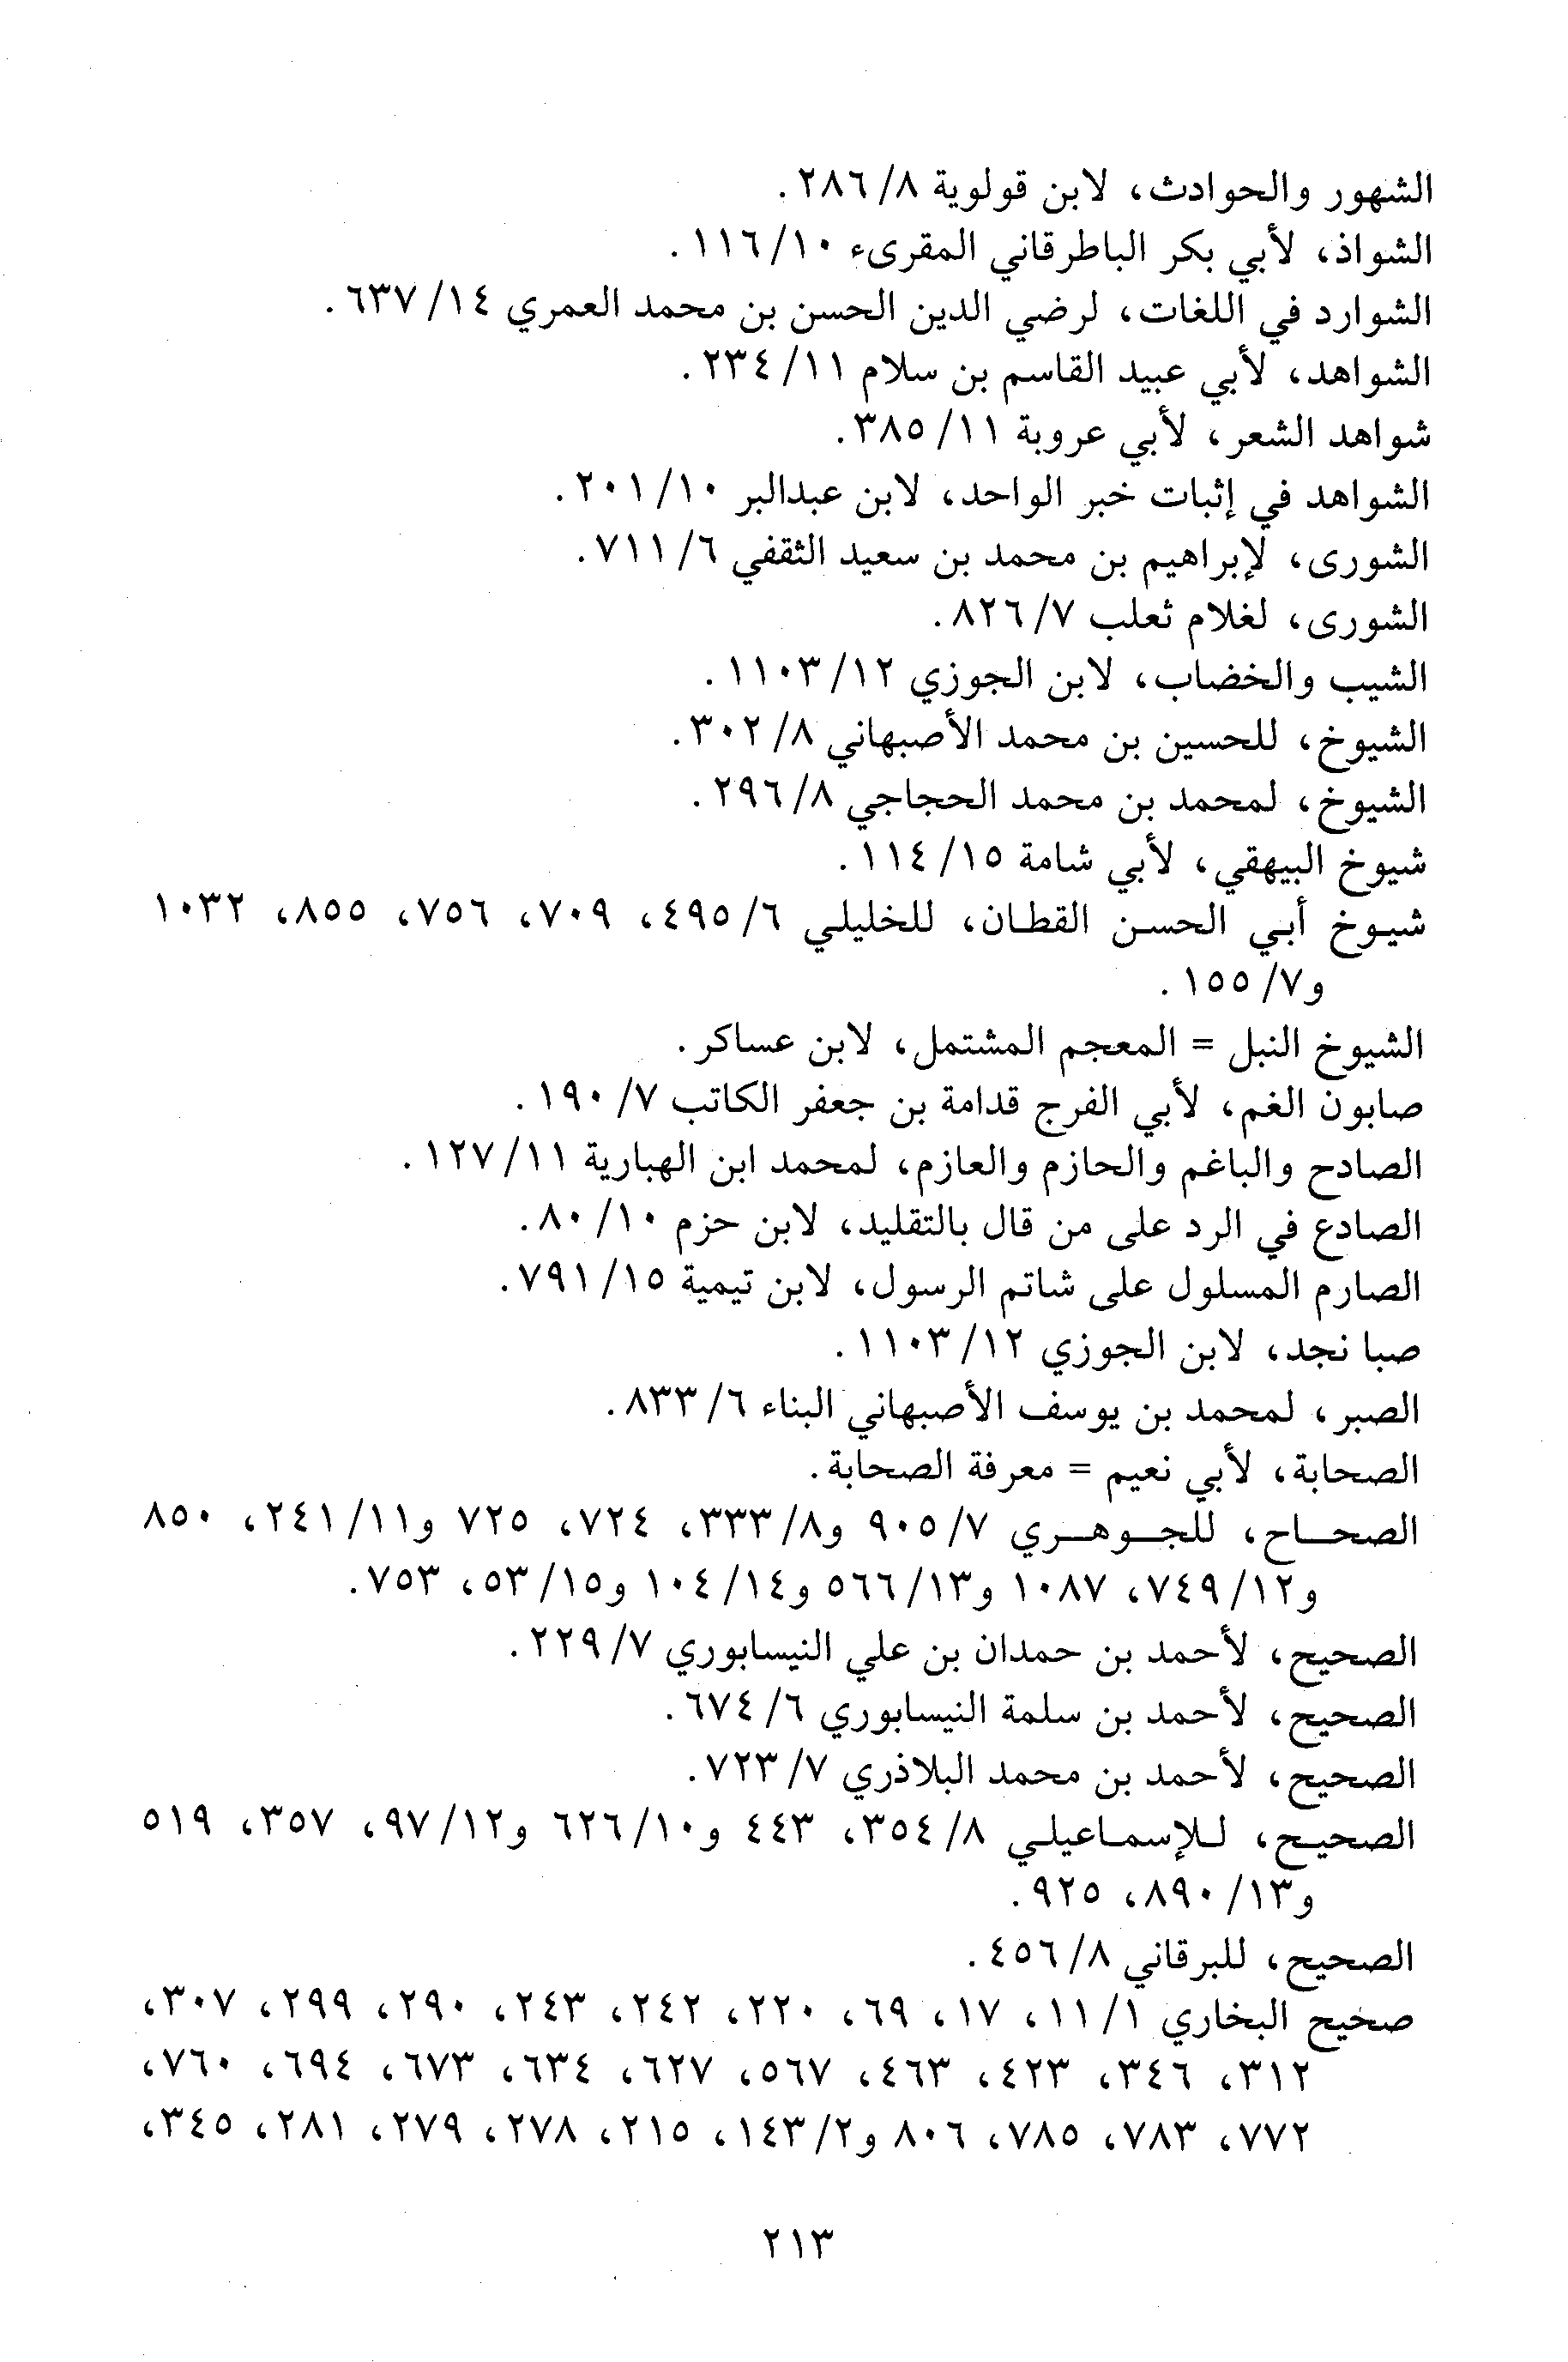 الشهور والحوادث، لابن قولوية ٨/ ٢٨٦.
الشواذ، لأبي بكر الباطرقاني المقرىء ١٠/ ١١٦.
الشوارد في اللغات، لرضي الدين الحسن بن محمد العمري ١٤/ ٦٣٧.
الشواهد، لأبي عبيد القاسم بن سلام ١١/ ٢٣٤.
شواهد الشعر، لأبي عروبة ١١/ ٣٨٥.
الشواهد في إثبات خبر الواحد، لابن عبدالبر ١٠/ ٢٠١.
الشورى، لإبراهيم بن محمد بن سعيد الثقفي ٦/ ٧١١.
الشورى، لغلام ثعلب ٧/ ٨٢٦.
الشيب والخضاب، لابن الجوزي ١٢/ ١١٠٣.
الشيوخ، للحسين بن محمد الأصبهاني ٨/ ٣٠٢.
الشيوخ، لمحمد بن محمد الحجاجي ٨/ ٢٩٦.
شيوخ البيهقي، لأبي شامة ١٥/ ١١٤.
شيوخ أبي الحسن القطان، للخليلي ٦/ ٤٩٥، ٧٠٩، ٧٥٦، ٨٥٥، ١٠٣٢
و٧/ ١٥٥.
الشيوخ النبل = المعجم المشتمل، لابن عساكر.
صابون الغم، لأبي الفرج قدامة بن جعفر الكاتب ٧/ ١٩٠.
الصادح والباغم والحازم والعازم، لمحمد ابن الهبارية ١١/ ١٢٧.
الصادع في الرد على من قال بالتقليد، لابن حزم ١٠/ ٨٠.
الصارم المسلول على شاتم الرسول، لابن تيمية ١٥/ ٧٩١.
صبا نجد، لابن الجوزي ١٢/ ١١٠٣.
الصبر، لمحمد بن يوسف الأصبهاني البناء ٦/ ٨٣٣.
الصحابة، لأبي نعيم = معرفة الصحابة.
الصحاح، للجوهري ٧/ ٩٠٥ و٨/ ٣٣٣، ٧٢٤، ٧٢٥ و١١/ ٢٤١، ٨٥٠
و١٢/ ٧٤٩، ١٠٨٧ و١٣/ ٥٦٦ و١٤/ ١٠٤ و١٥/ ٥٣، ٧٥٣.
الصحيح، لأحمد بن حمدان بن علي النيسابوري ٧/ ٢٢٩.
الصحيح، لأحمد بن سلمة النيسابوري ٦/ ٦٧٤.
الصحيح، لأحمد بن محمد البلاذري ٧/ ٧٢٣.
الصحيح، للإسماعيلي ٨/ ٣٥٤، ٤٤٣ و١٠/ ٦٢٦ و١٢/ ٩٧، ٣٥٧، ٥١٩
و١٣/ ٨٩٠، ٩٢٥.
الصحيح، للبرقاني ٨/ ٤٥٦.
صحيح البخاري ١/ ١١، ١٧، ٦٩، ٢٢٠، ٢٤٢، ٢٤٣، ٢٩٠، ٢٩٩، ٣٠٧،
٣١٢، ٣٤٦، ٤٢٣، ٤٦٣، ٥٦٧، ٦٢٧، ٦٣٤، ٦٧٣، ٦٩٤، ٧٦٠،
٧٧٢، ٧٨٣، ٧٨٥، ٨٠٦ و٢/ ١٤٣، ٢١٥، ٢٧٨، ٢٧٩، ٢٨١، ٣٤٥،
٢١٣